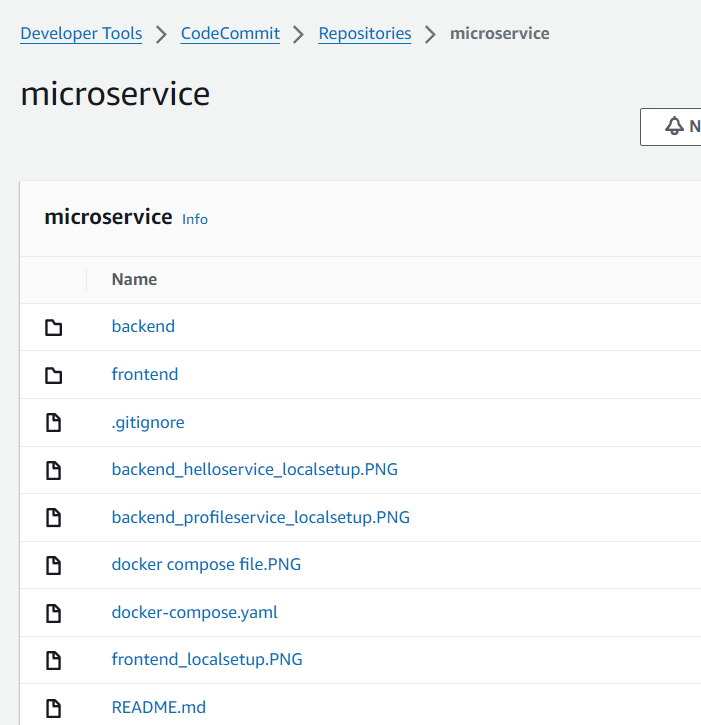 Developer Tools > CodeCommit > Repositories > microservice
microservice
N
microservice Info
Name
backend
frontend
.gitignore
backend_helloservice_localsetup.PNG
backend_profileservice_localsetup.PNG
docker compose file.PNG
docker-compose.yaml
frontend_localsetup.PNG
README.md